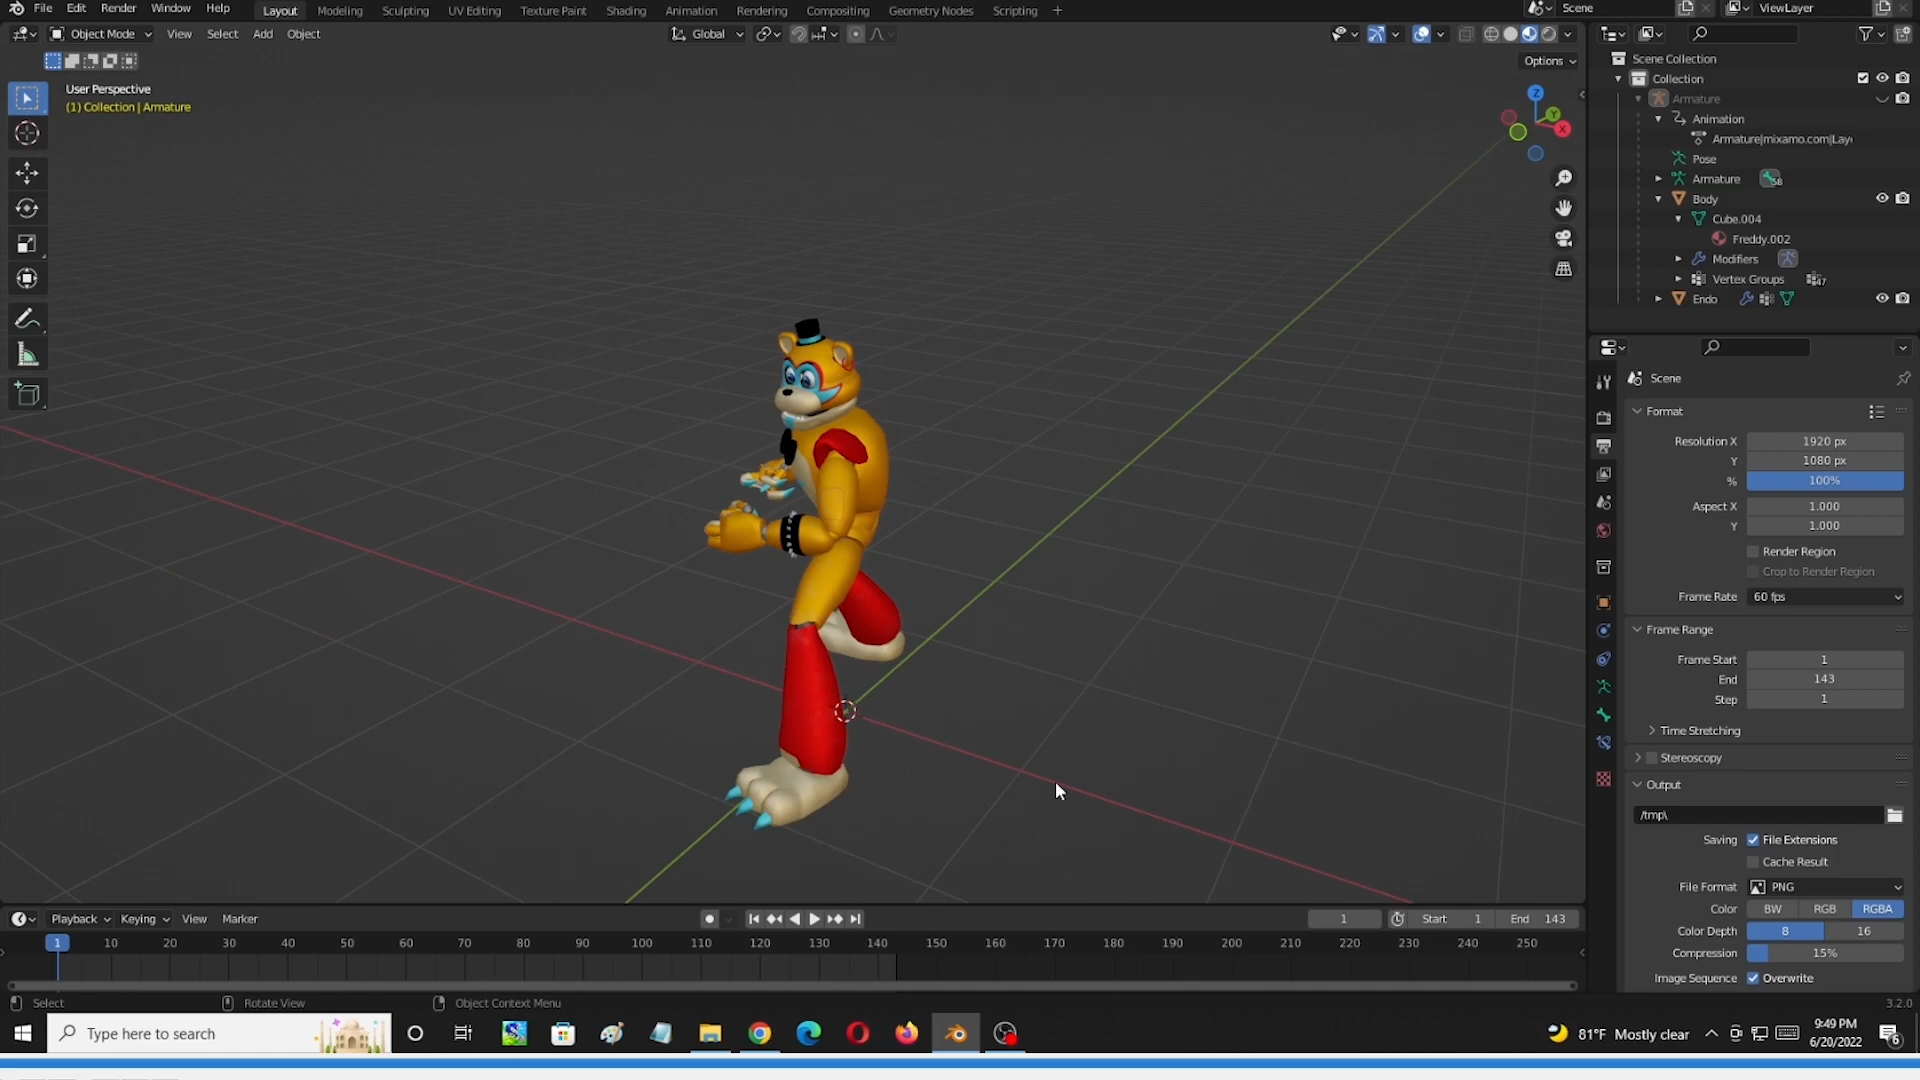 File Edit Render Window Help Layout Modeling Sculpting UV Editing Texture Paint Shading Animation Rendering Compositing Geometry Nodes Scripting + Scene ViewLayer
Object Mode View Select Add Object Global
Options
User Perspective
(1) Collection | Armature
Z
Y
X
Scene Collection
Collection
Armature
Animation
Armature|mixamo.com|Lay
Pose
Armature 58
Body
Cube.004
Freddy.002
Modifiers
Vertex Groups 47
Endo
Scene
Format
Resolution X 1920 px
Y 1080 px
% 100%
Aspect X 1.000
Y 1.000
Render Region
Crop to Render Region
Frame Rate 60 fps
Frame Range
Frame Start 1
End 143
Step 1
Time Stretching
Stereoscopy
Output
/tmp\
Saving File Extensions
Cache Result
File Format PNG
Color BW RGB RGBA
Color Depth 8 16
Compression 15%
Image Sequence Overwrite
Playback Keying View Marker 1 Start 1 End 143
1 10 20 30 40 50 60 70 80 90 100 110 120 130 140 150 160 170 180 190 200 210 220 230 240 250
Select Rotate View Object Context Menu 3.2.0
Type here to search 81°F Mostly clear 9:49 PM
6/20/2022
6